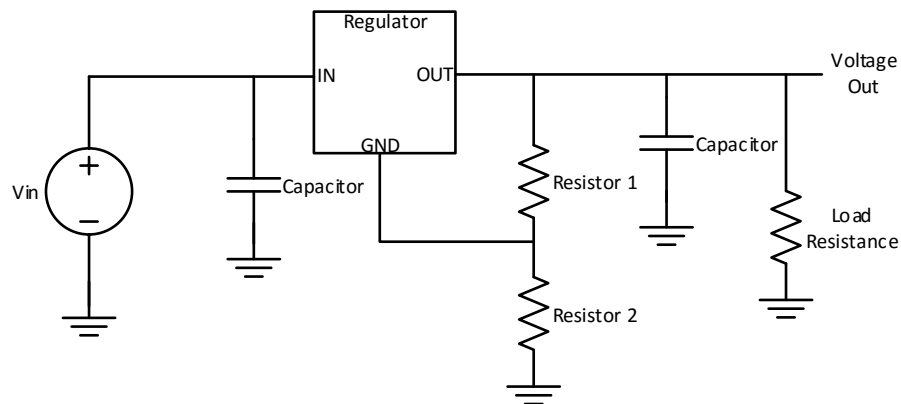 Regulator
IN
OUT
GND
Voltage
Out
+
Vin
−
Capacitor
Capacitor
Resistor 1
Load
Resistance
Resistor 2